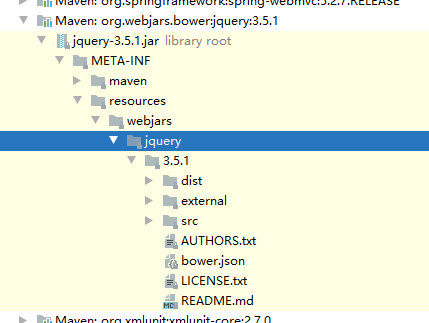 Maven: org.springframework:spring-webmvc:5.2.7.RELEASE
Maven: org.webjars.bower:jquery:3.5.1
jquery-3.5.1.jar library root
META-INF
maven
resources
webjars
jquery
3.5.1
dist
external
src
AUTHORS.txt
bower.json
LICENSE.txt
README.md
Maven: org.xmlunit:xmlunit-core:2.7.0